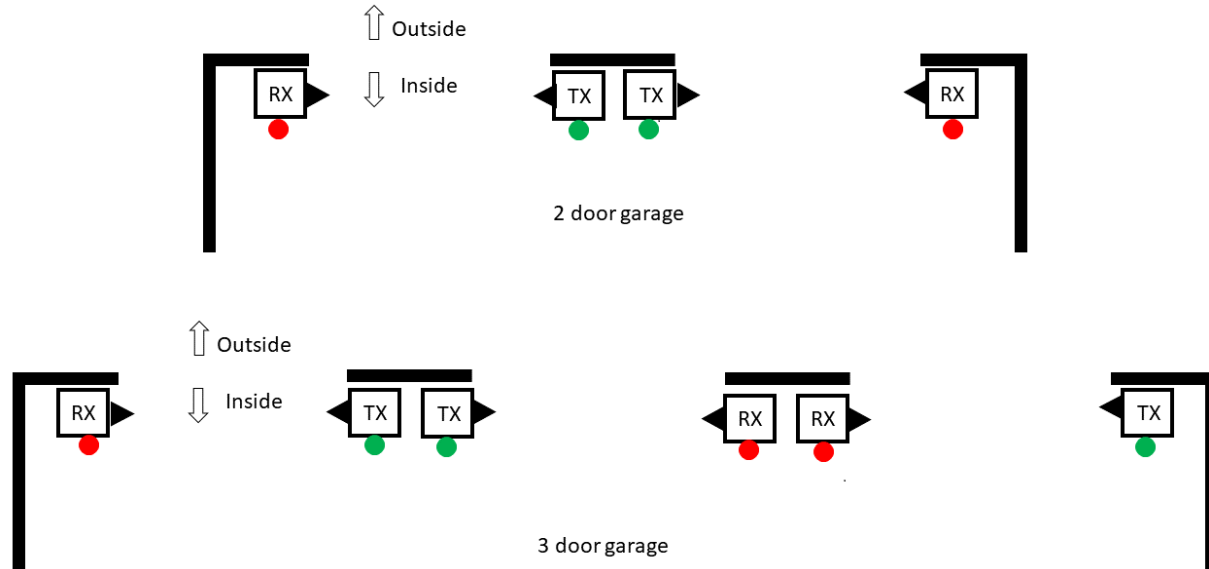 Outside
Inside
RX
TX
TX
RX
2 door garage
Outside
Inside
RX
TX
TX
RX
RX
TX
3 door garage